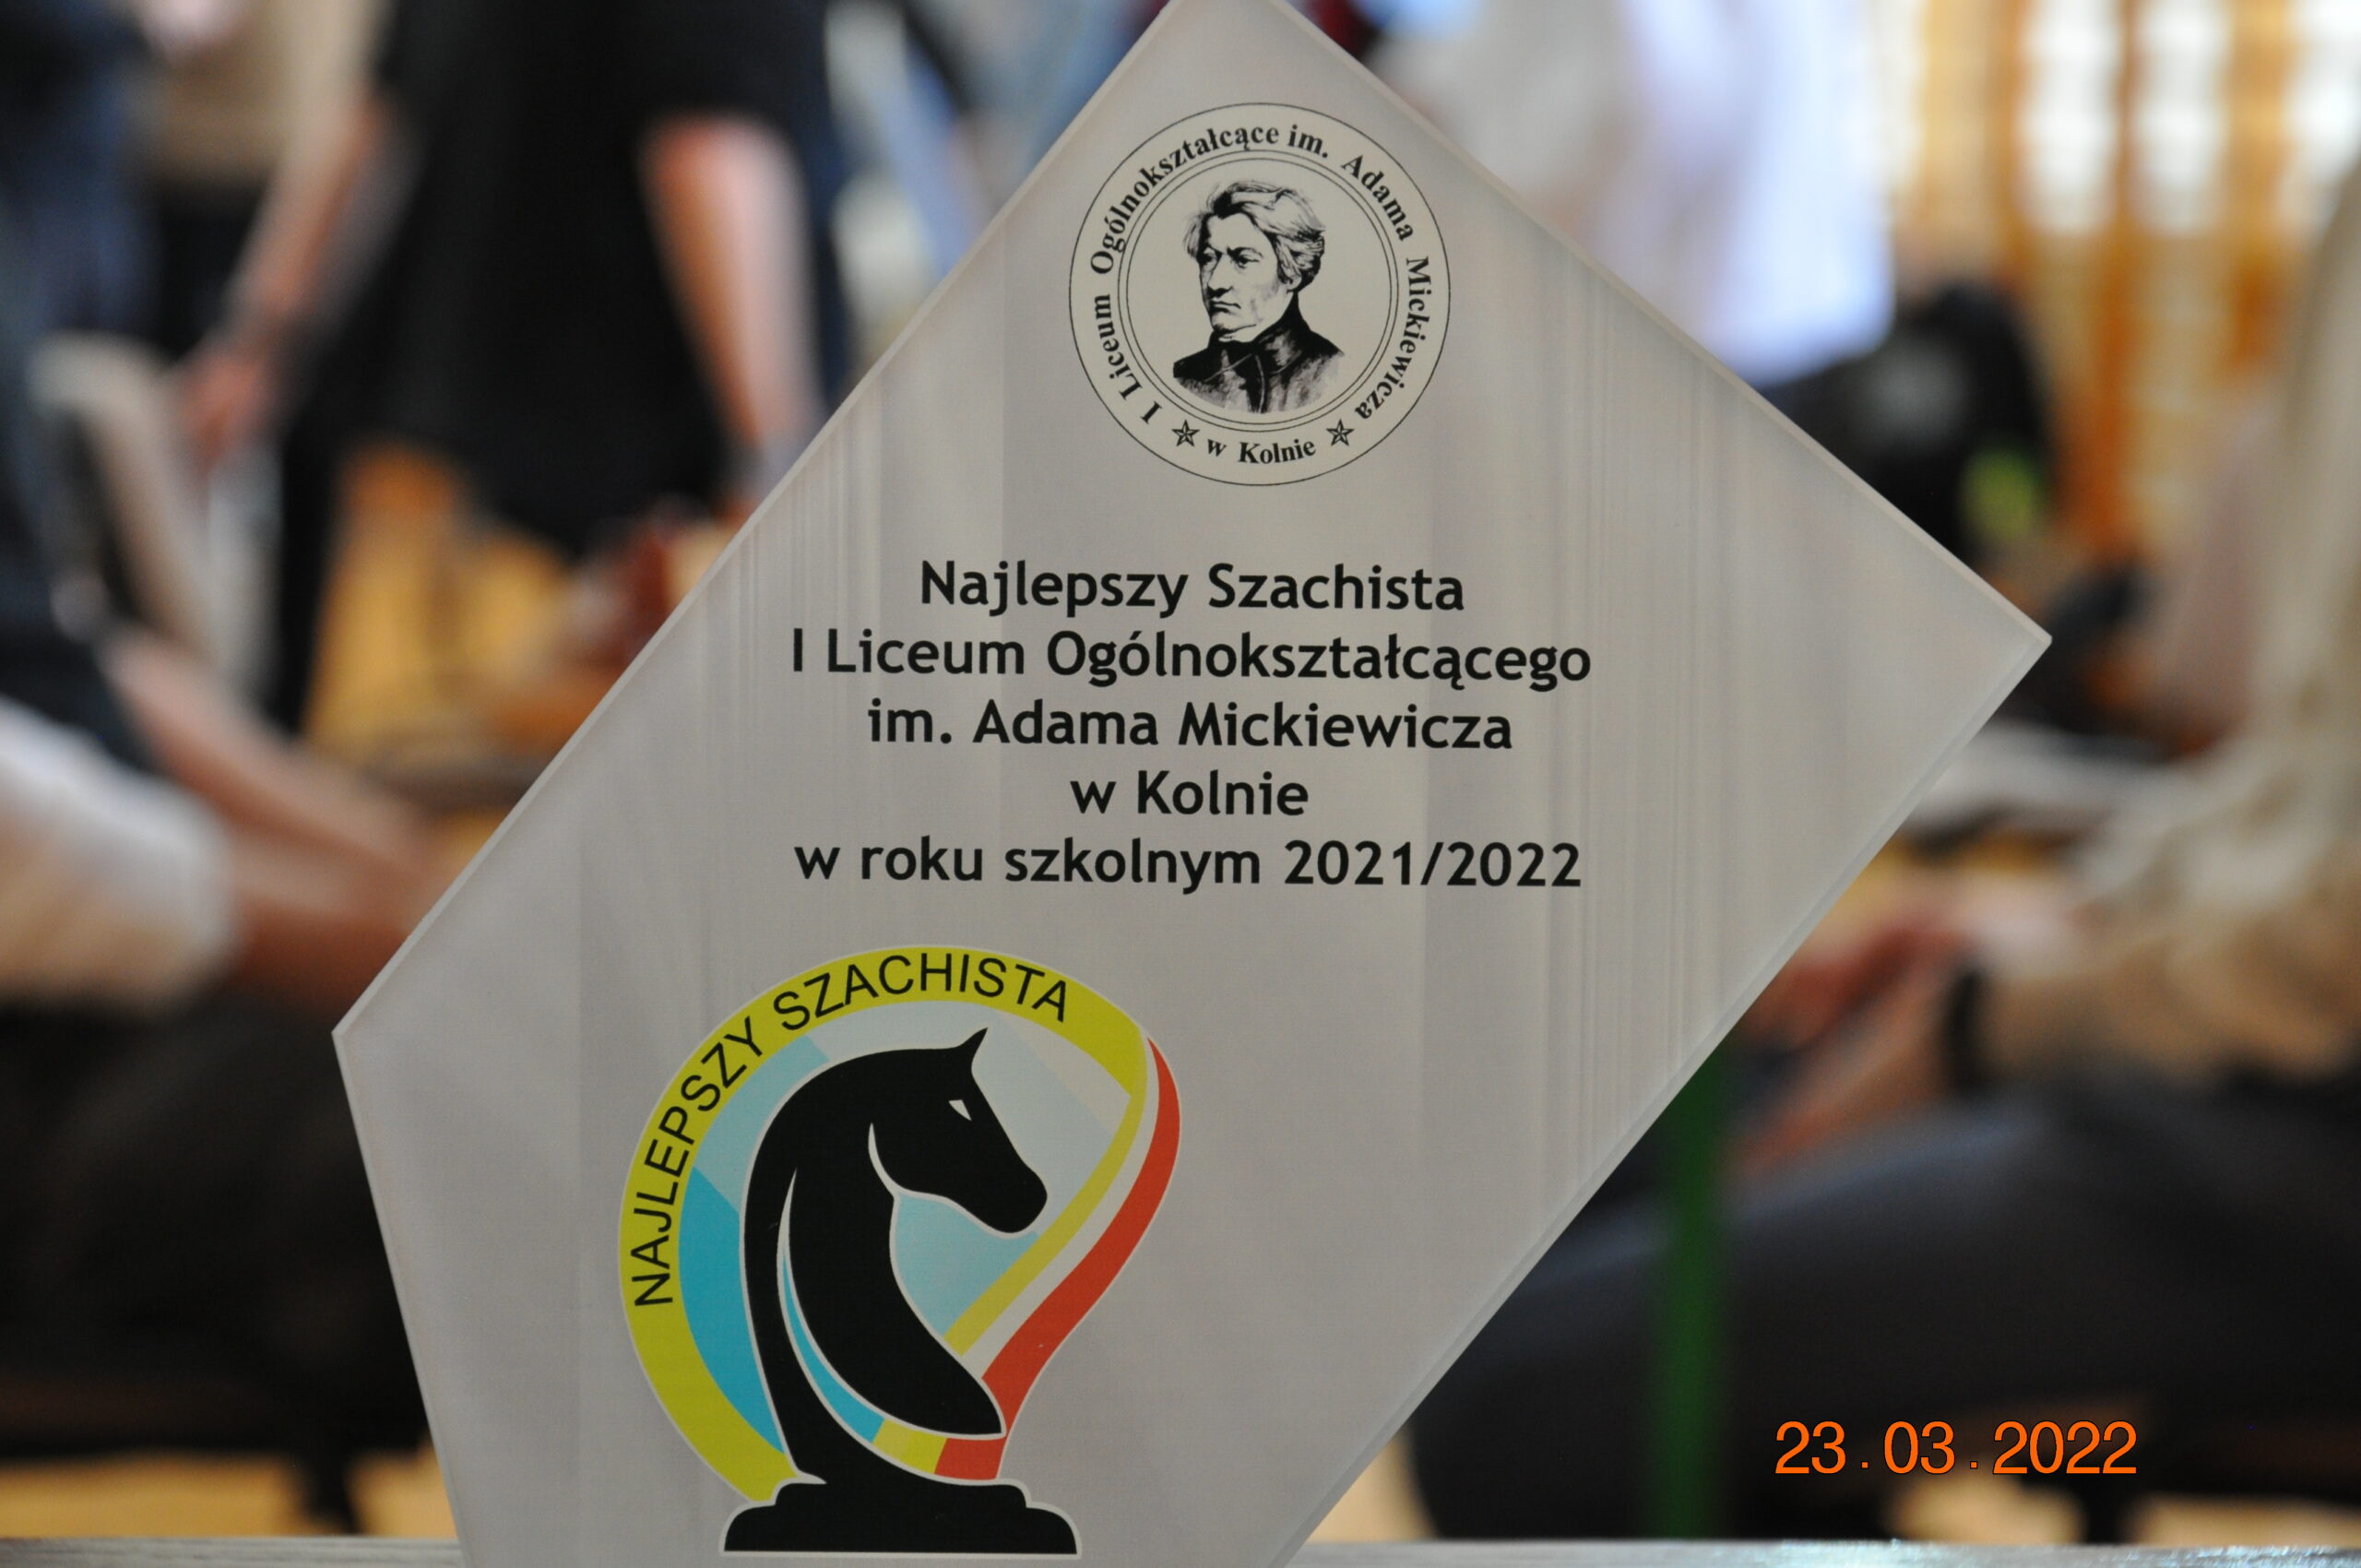 I Liceum Ogólnokształcące im. Adama Mickiewicza
w Kolnie
Najlepszy Szachista
I Liceum Ogólnokształcącego
im. Adama Mickiewicza
w Kolnie
w roku szkolnym 2021/2022
NAJLEPSZY SZACHISTA
23.03.2022